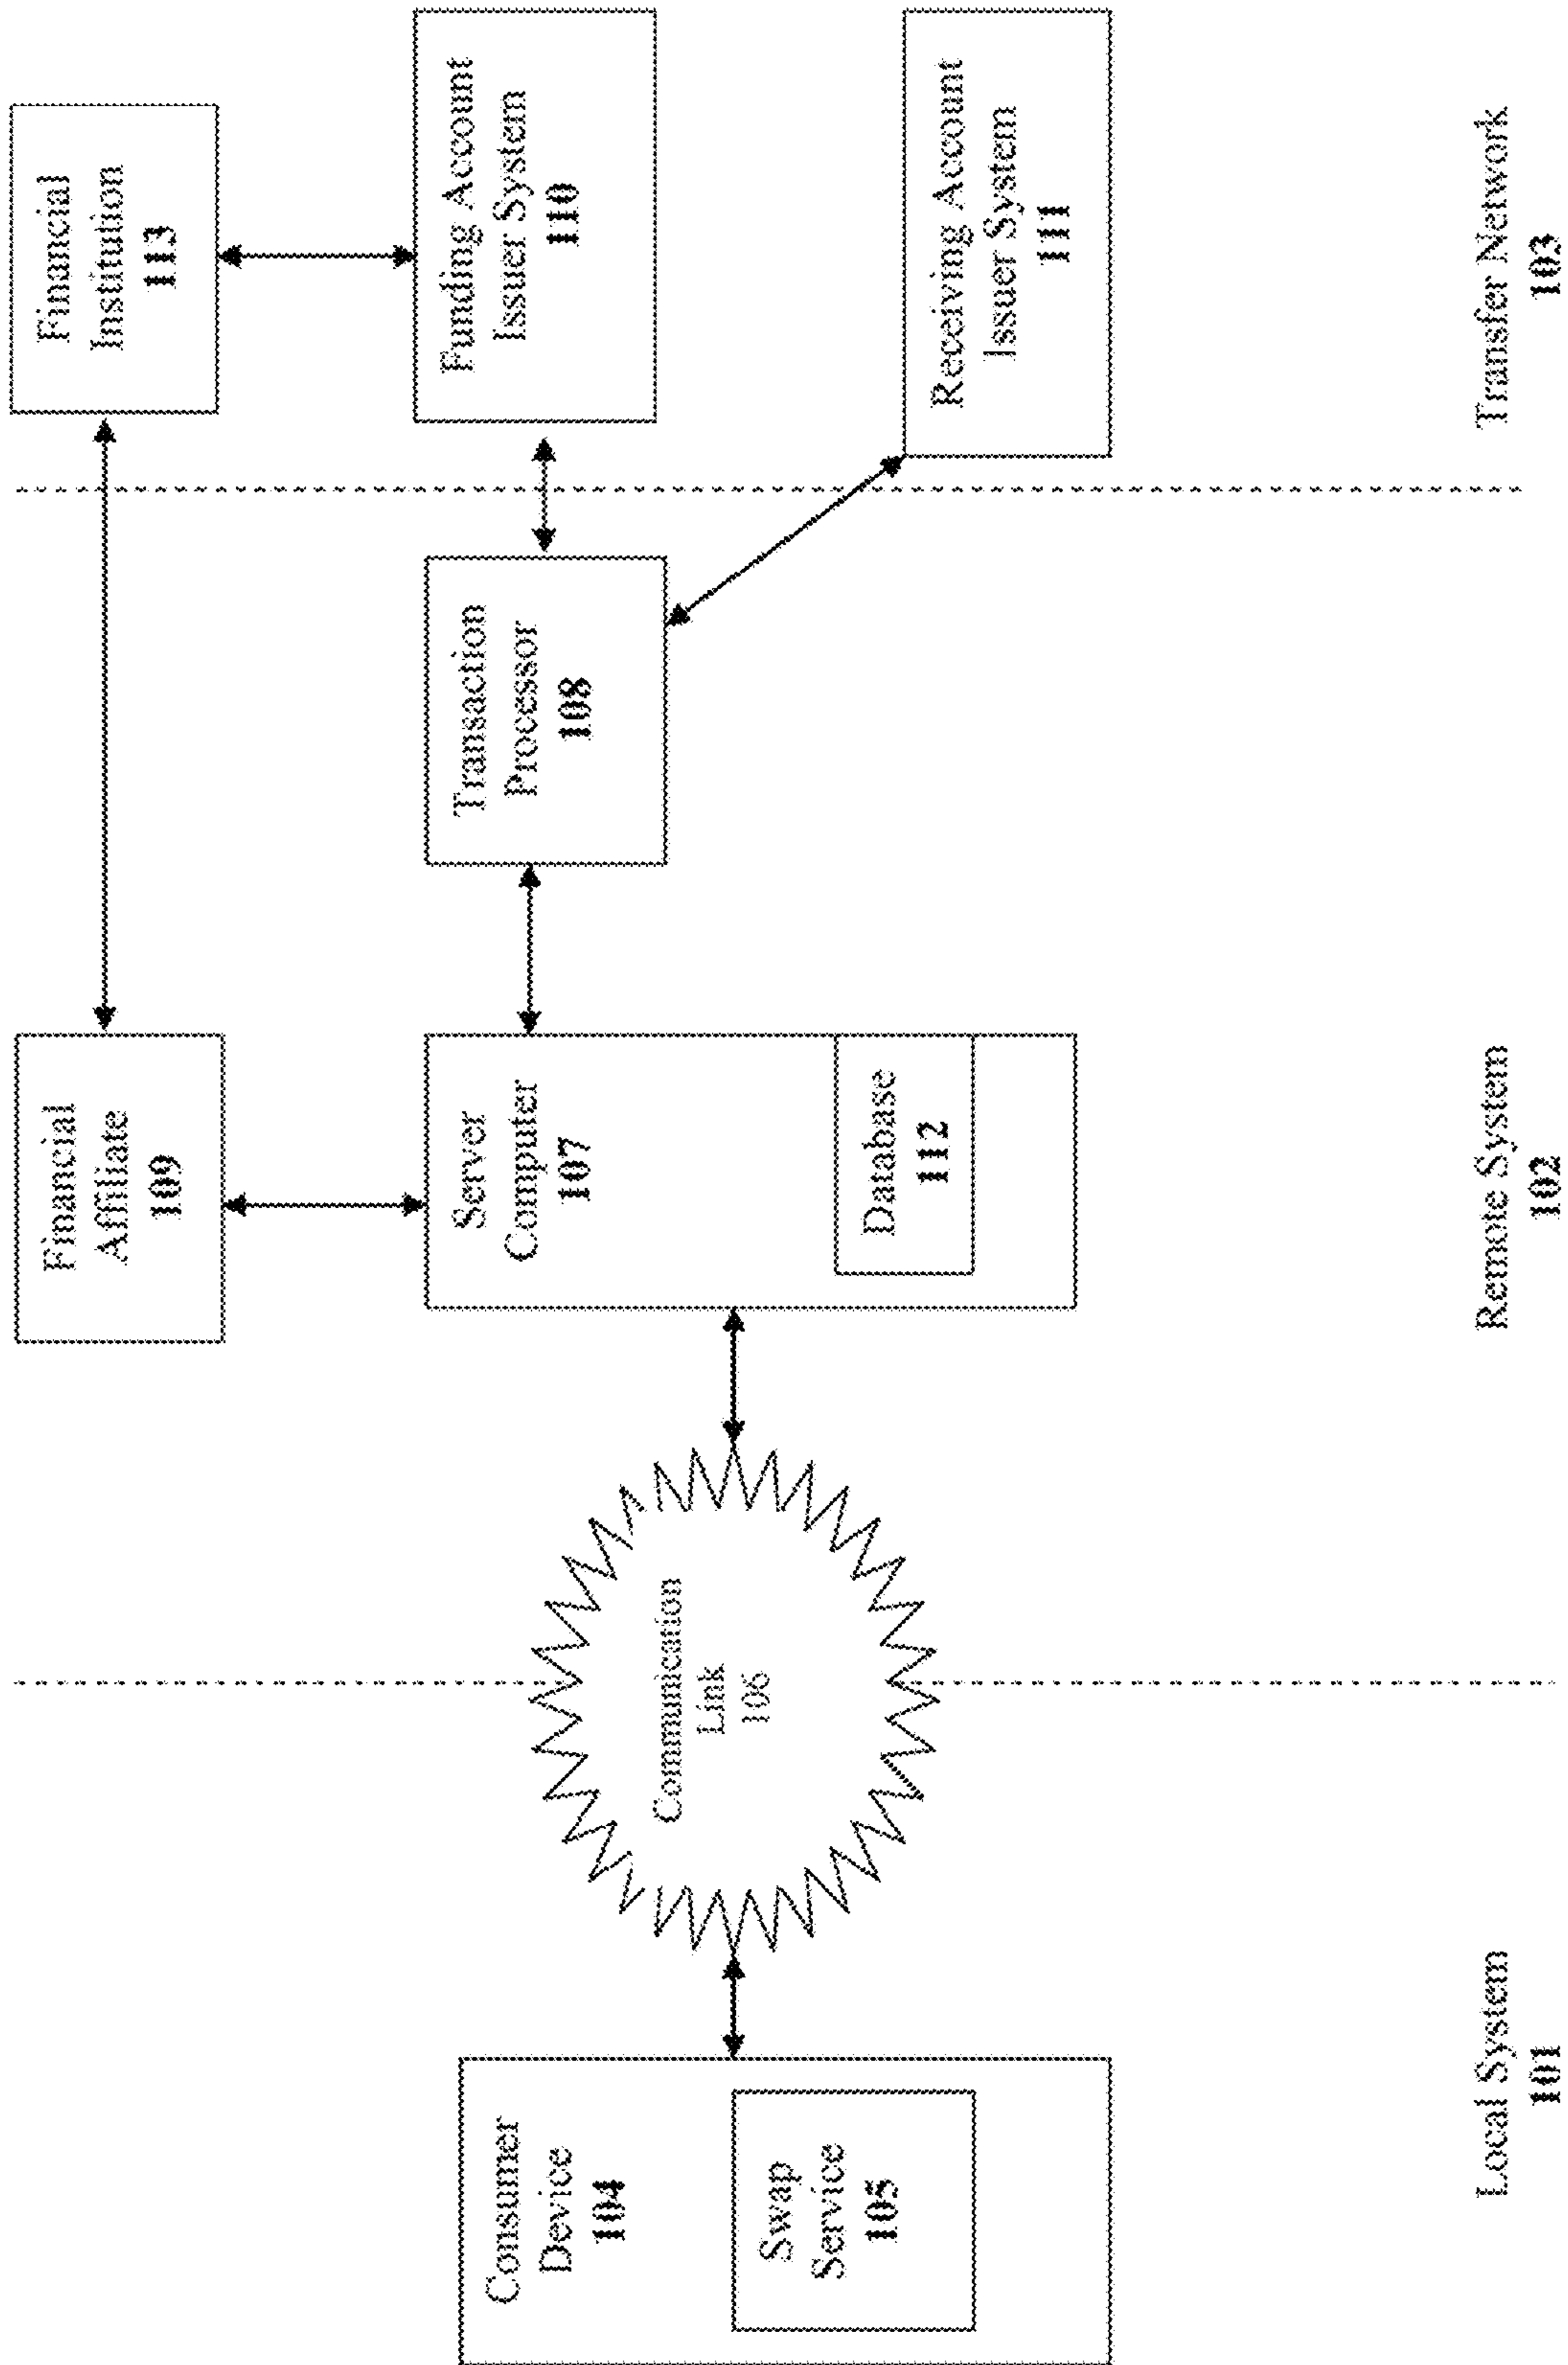 Consumer
Device
104
Swap
Service
105
Communication
Link
106
Financial
Affiliate
109
Server
Computer
107
Database
112
Transaction
Processor
108
Financial
Institution
113
Funding Account
Issuer System
110
Receiving Account
Issuer System
111
Local System
101
Remote System
102
Transfer Network
103